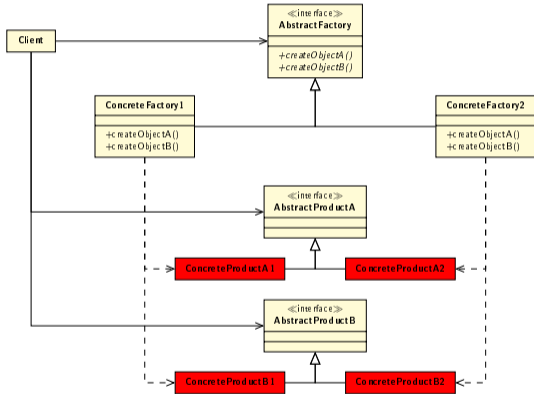 ≪interface≫
AbstractFactory
+createObjectA()
+createObjectB()
Client
ConcreteFactory1
+createObjectA()
+createObjectB()
ConcreteFactory2
+createObjectA()
+createObjectB()
≪interface≫
AbstractProductA
ConcreteProductA1
ConcreteProductA2
≪interface≫
AbstractProductB
ConcreteProductB1
ConcreteProductB2